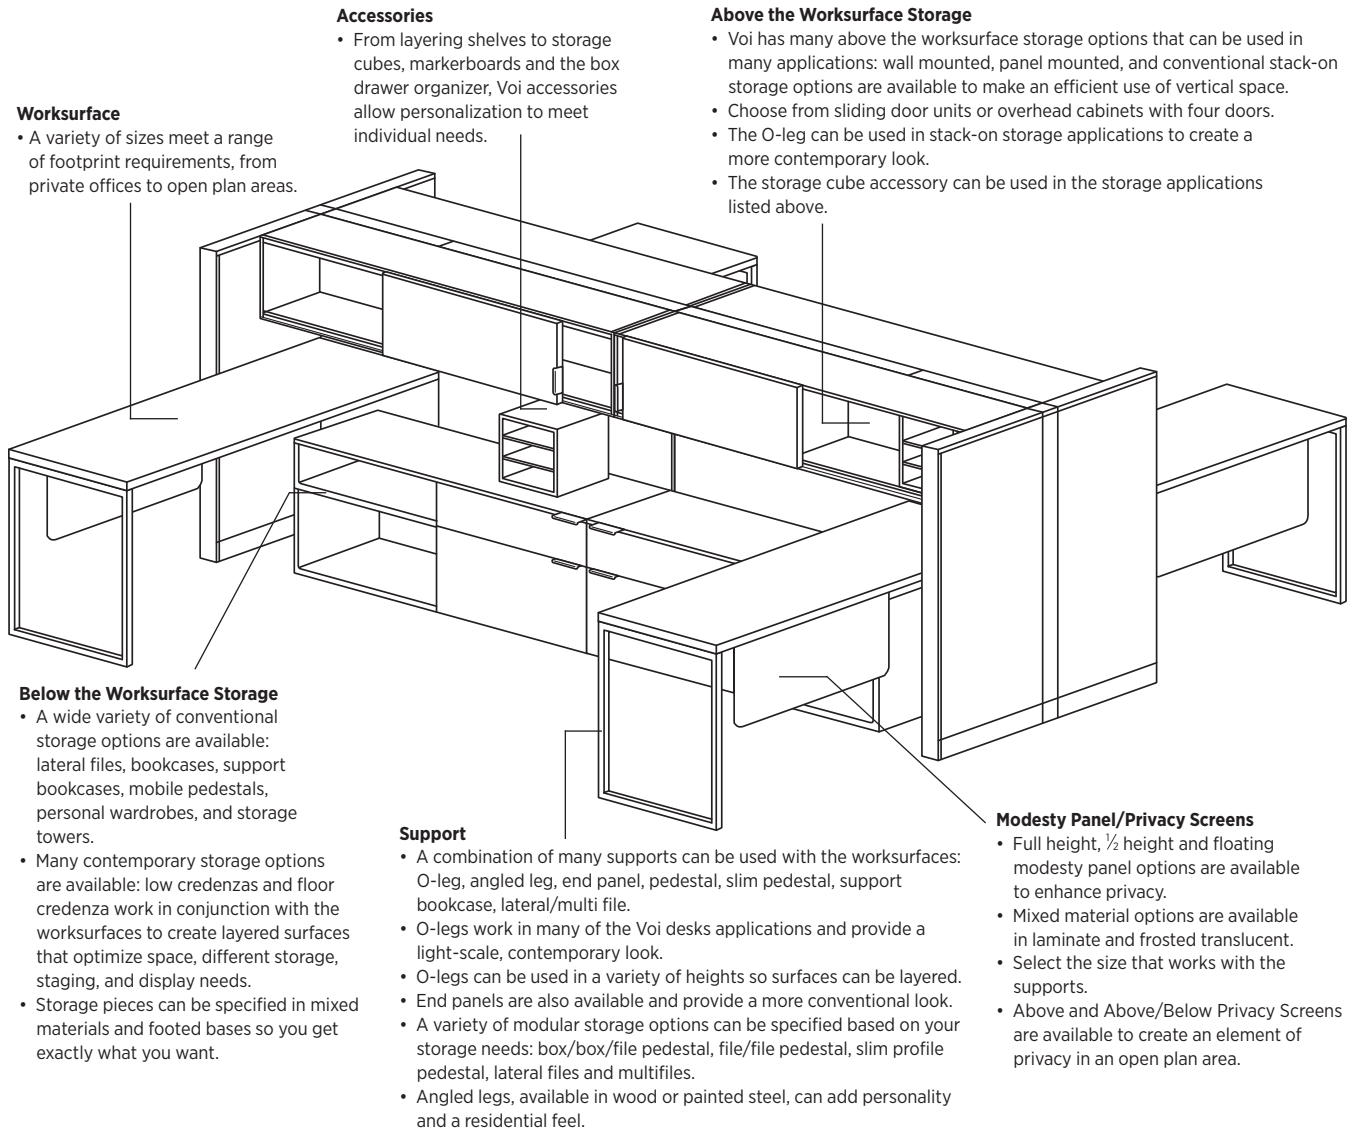 Accessories
• From layering shelves to storage
cubes, markerboards and the box
drawer organizer, Voi accessories
allow personalization to meet
individual needs.
Above the Worksurface Storage
• Voi has many above the worksurface storage options that can be used in
many applications: wall mounted, panel mounted, and conventional stack-on
storage options are available to make an efficient use of vertical space.
• Choose from sliding door units or overhead cabinets with four doors.
• The O-leg can be used in stack-on storage applications to create a
more contemporary look.
• The storage cube accessory can be used in the storage applications
listed above.
Worksurface
• A variety of sizes meet a range
of footprint requirements, from
private offices to open plan areas.
Below the Worksurface Storage
• A wide variety of conventional
storage options are available:
lateral files, bookcases, support
bookcases, mobile pedestals,
personal wardrobes, and storage
towers.
• Many contemporary storage options
are available: low credenzas and floor
credenza work in conjunction with the
worksurfaces to create layered surfaces
that optimize space, different storage,
staging, and display needs.
• Storage pieces can be specified in mixed
materials and footed bases so you get
exactly what you want.
Support
• A combination of many supports can be used with the worksurfaces:
O-leg, angled leg, end panel, pedestal, slim pedestal, support
bookcase, lateral/multi file.
• O-legs work in many of the Voi desks applications and provide a
light-scale, contemporary look.
• O-legs can be used in a variety of heights so surfaces can be layered.
• End panels are also available and provide a more conventional look.
• A variety of modular storage options can be specified based on your
storage needs: box/box/file pedestal, file/file pedestal, slim profile
pedestal, lateral files and multifiles.
• Angled legs, available in wood or painted steel, can add personality
and a residential feel.
Modesty Panel/Privacy Screens
• Full height, ½ height and floating
modesty panel options are available
to enhance privacy.
• Mixed material options are available
in laminate and frosted translucent.
• Select the size that works with the
supports.
• Above and Above/Below Privacy Screens
are available to create an element of
privacy in an open plan area.